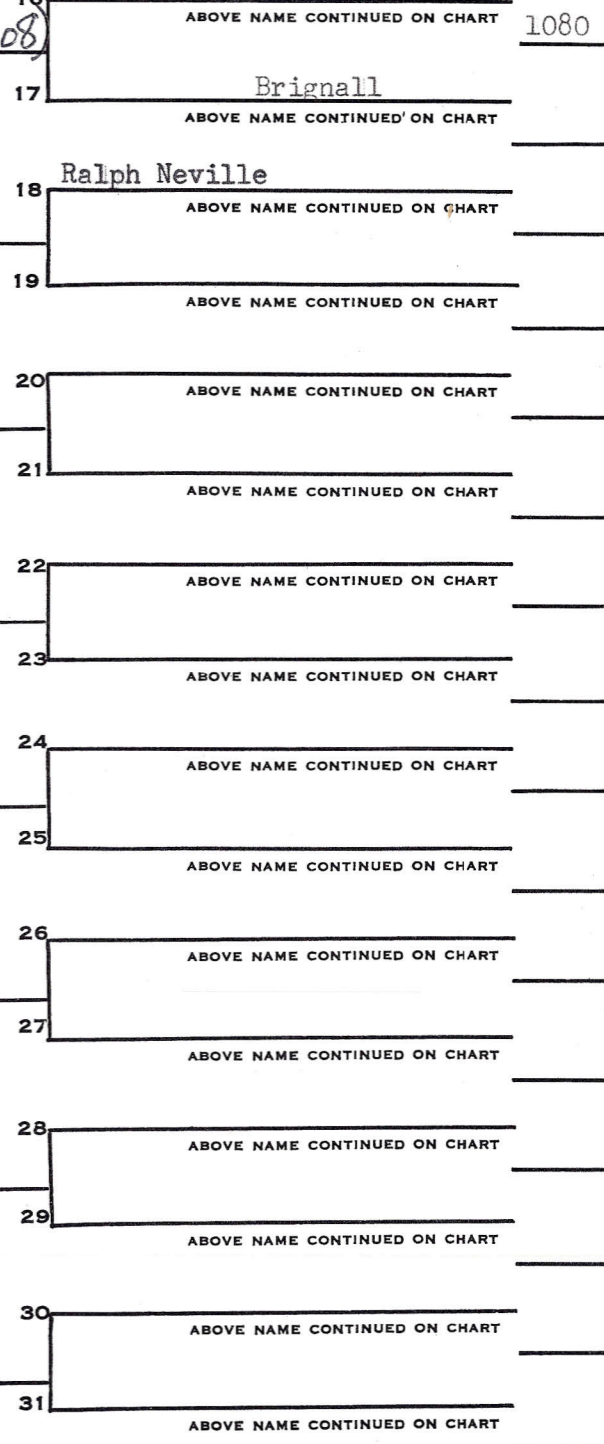 ABOVE NAME CONTINUED ON CHART 1080
08)
17 Brignall
ABOVE NAME CONTINUED ON CHART
Ralph Neville
18
ABOVE NAME CONTINUED ON CHART
19
ABOVE NAME CONTINUED ON CHART
20
ABOVE NAME CONTINUED ON CHART
21
ABOVE NAME CONTINUED ON CHART
22
ABOVE NAME CONTINUED ON CHART
23
ABOVE NAME CONTINUED ON CHART
24
ABOVE NAME CONTINUED ON CHART
25
ABOVE NAME CONTINUED ON CHART
26
ABOVE NAME CONTINUED ON CHART
27
ABOVE NAME CONTINUED ON CHART
28
ABOVE NAME CONTINUED ON CHART
29
ABOVE NAME CONTINUED ON CHART
30
ABOVE NAME CONTINUED ON CHART
31
ABOVE NAME CONTINUED ON CHART